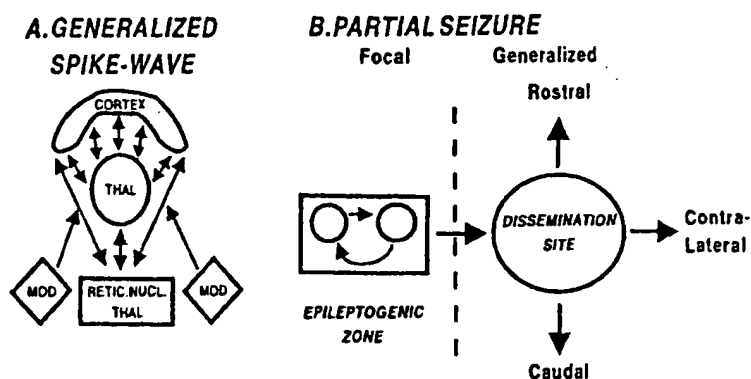 A.GENERALIZED
SPIKE-WAVE
CORTEX
THAL
MOD
RETIC.NUCL.
THAL
MOD
B.PARTIAL SEIZURE
Focal
Generalized
Rostral
DISSEMINATION
SITE
Contra-
Lateral
EPILEPTOGENIC
ZONE
Caudal